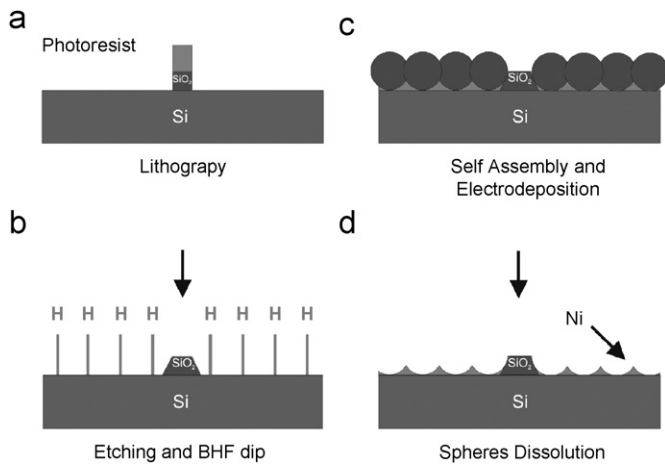 a
Photoresist
SiO2
Si
Lithograpy
b
H H H H H H H H
SiO2
Si
Etching and BHF dip
c
SiO2
Si
Self Assembly and
Electrodeposition
d
Ni
SiO2
Si
Spheres Dissolution